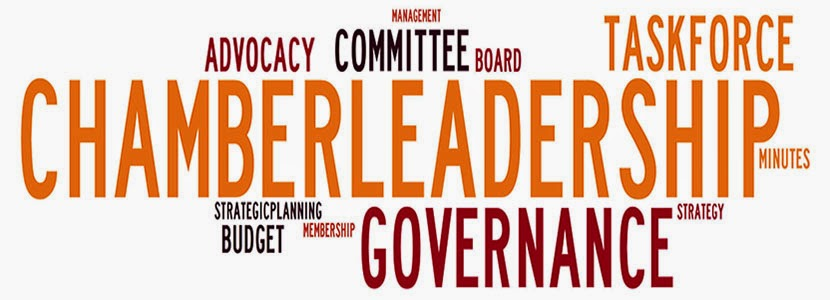 MANAGEMENT
ADVOCACY COMMITTEE BOARD TASKFORCE
CHAMBERLEADERSHIP
MINUTES
STRATEGICPLANNING
BUDGET MEMBERSHIP GOVERNANCE STRATEGY